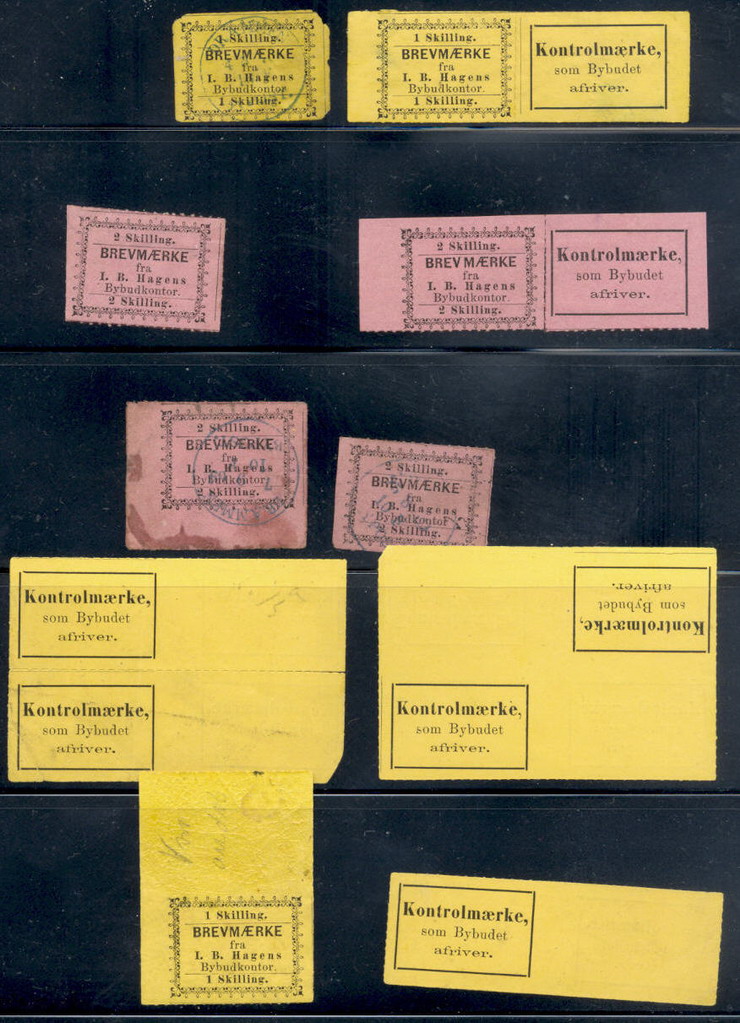 1 Skilling.
BREVMÆRKE
fra
I. B. Hagens
Bybudkontor.
1 Skilling.
1 Skilling.
BREVMÆRKE
fra
I. B. Hagens
Bybudkontor.
1 Skilling.
Kontrolmærke,
som Bybudet
afriver.
2 Skilling.
BREVMÆRKE
fra
I. B. Hagens
Bybudkontor.
2 Skilling.
2 Skilling.
BREVMÆRKE
fra
I. B. Hagens
Bybudkontor.
2 Skilling.
Kontrolmærke,
som Bybudet
afriver.
2 Skilling.
BREVMÆRKE
fra
I. B. Hagens
Bybudkontor.
2 Skilling.
2 Skilling.
BREVMÆRKE
fra
I. B. Hagens
Bybudkontor
2 Skilling.
Kontrolmærke,
som Bybudet
afriver.
Kontrolmærke,
som Bybudet
afriver.
Kontrolmærke,
som Bybudet
afriver.
Kontrolmærke,
som Bybudet
afriver.
1 Skilling.
BREVMÆRKE
fra
I. B. Hagens
Bybudkontor.
1 Skilling.
Kontrolmærke,
som Bybudet
afriver.